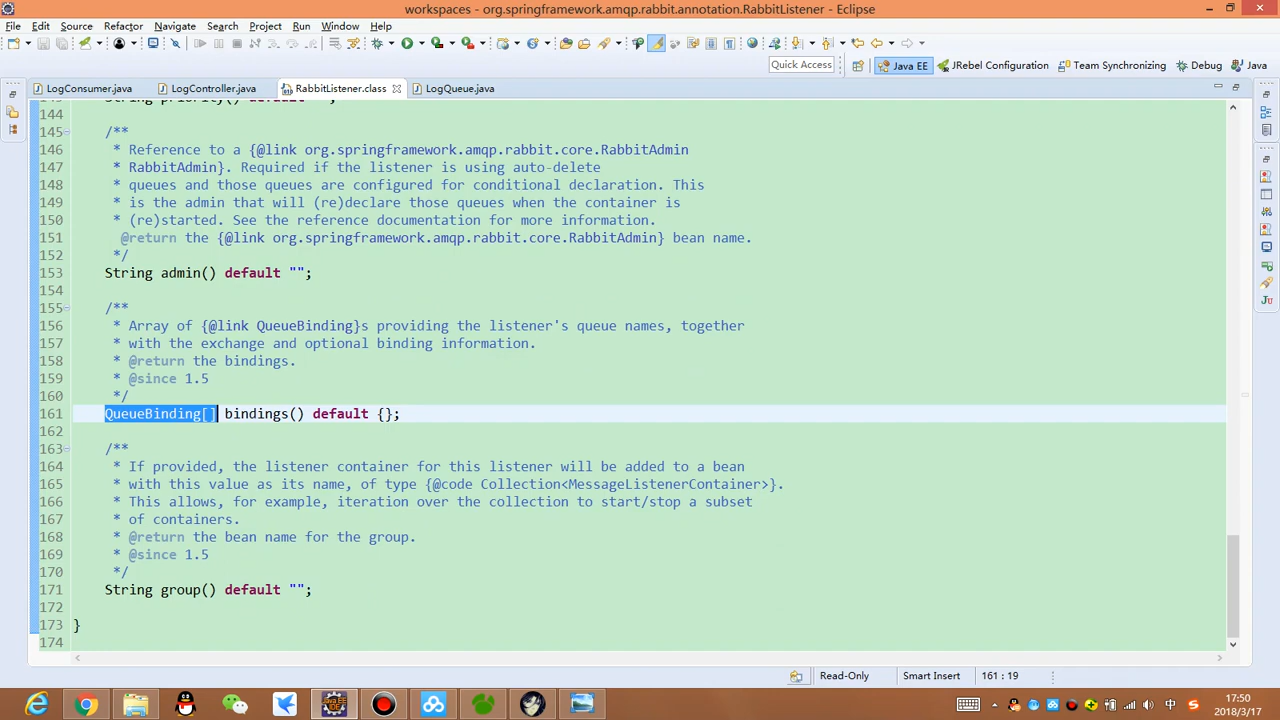 workspaces - org.springframework.amqp.rabbit.annotation.RabbitListener - Eclipse
File Edit Source Refactor Navigate Search Project Run Window Help
Quick Access Java EE JRebel Configuration Team Synchronizing Debug Java
LogConsumer.java LogController.java RabbitListener.class LogQueue.java
143 String priority() default "";
144
145 /**
146 * Reference to a {@link org.springframework.amqp.rabbit.core.RabbitAdmin
147 * RabbitAdmin}. Required if the listener is using auto-delete
148 * queues and those queues are configured for conditional declaration. This
149 * is the admin that will (re)declare those queues when the container is
150 * (re)started. See the reference documentation for more information.
151 @return the {@link org.springframework.amqp.rabbit.core.RabbitAdmin} bean name.
152 */
153 String admin() default "";
154
155 /**
156 * Array of {@link QueueBinding}s providing the listener's queue names, together
157 * with the exchange and optional binding information.
158 * @return the bindings.
159 * @since 1.5
160 */
161 QueueBinding[] bindings() default {};
162
163 /**
164 * If provided, the listener container for this listener will be added to a bean
165 * with this value as its name, of type {@code Collection<MessageListenerContainer>}.
166 * This allows, for example, iteration over the collection to start/stop a subset
167 * of containers.
168 * @return the bean name for the group.
169 * @since 1.5
170 */
171 String group() default "";
172
173 }
174
Read-Only Smart Insert 161 : 19
中 17:50
2018/3/17